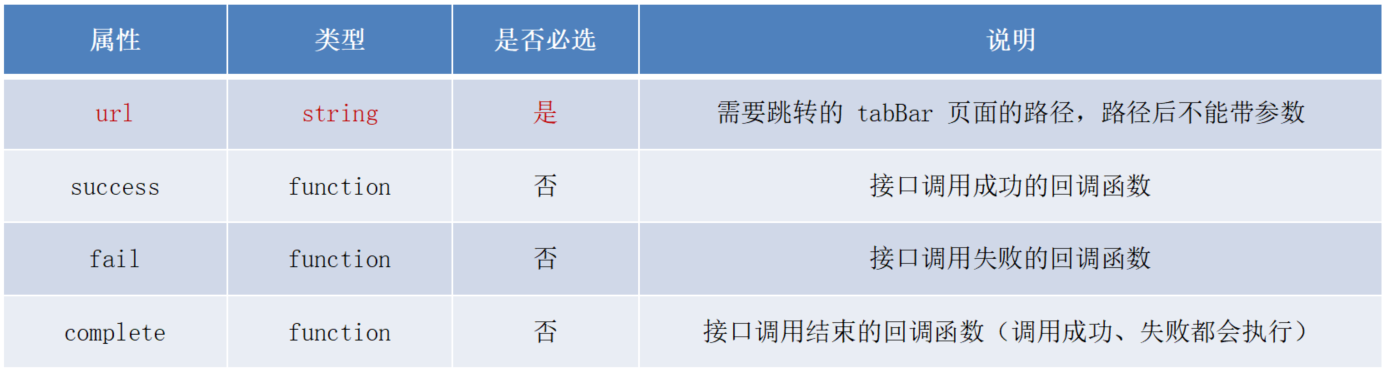 属性 类型 是否必选 说明
url string 是 需要跳转的 tabBar 页面的路径，路径后不能带参数
success function 否 接口调用成功的回调函数
fail function 否 接口调用失败的回调函数
complete function 否 接口调用结束的回调函数（调用成功、失败都会执行）